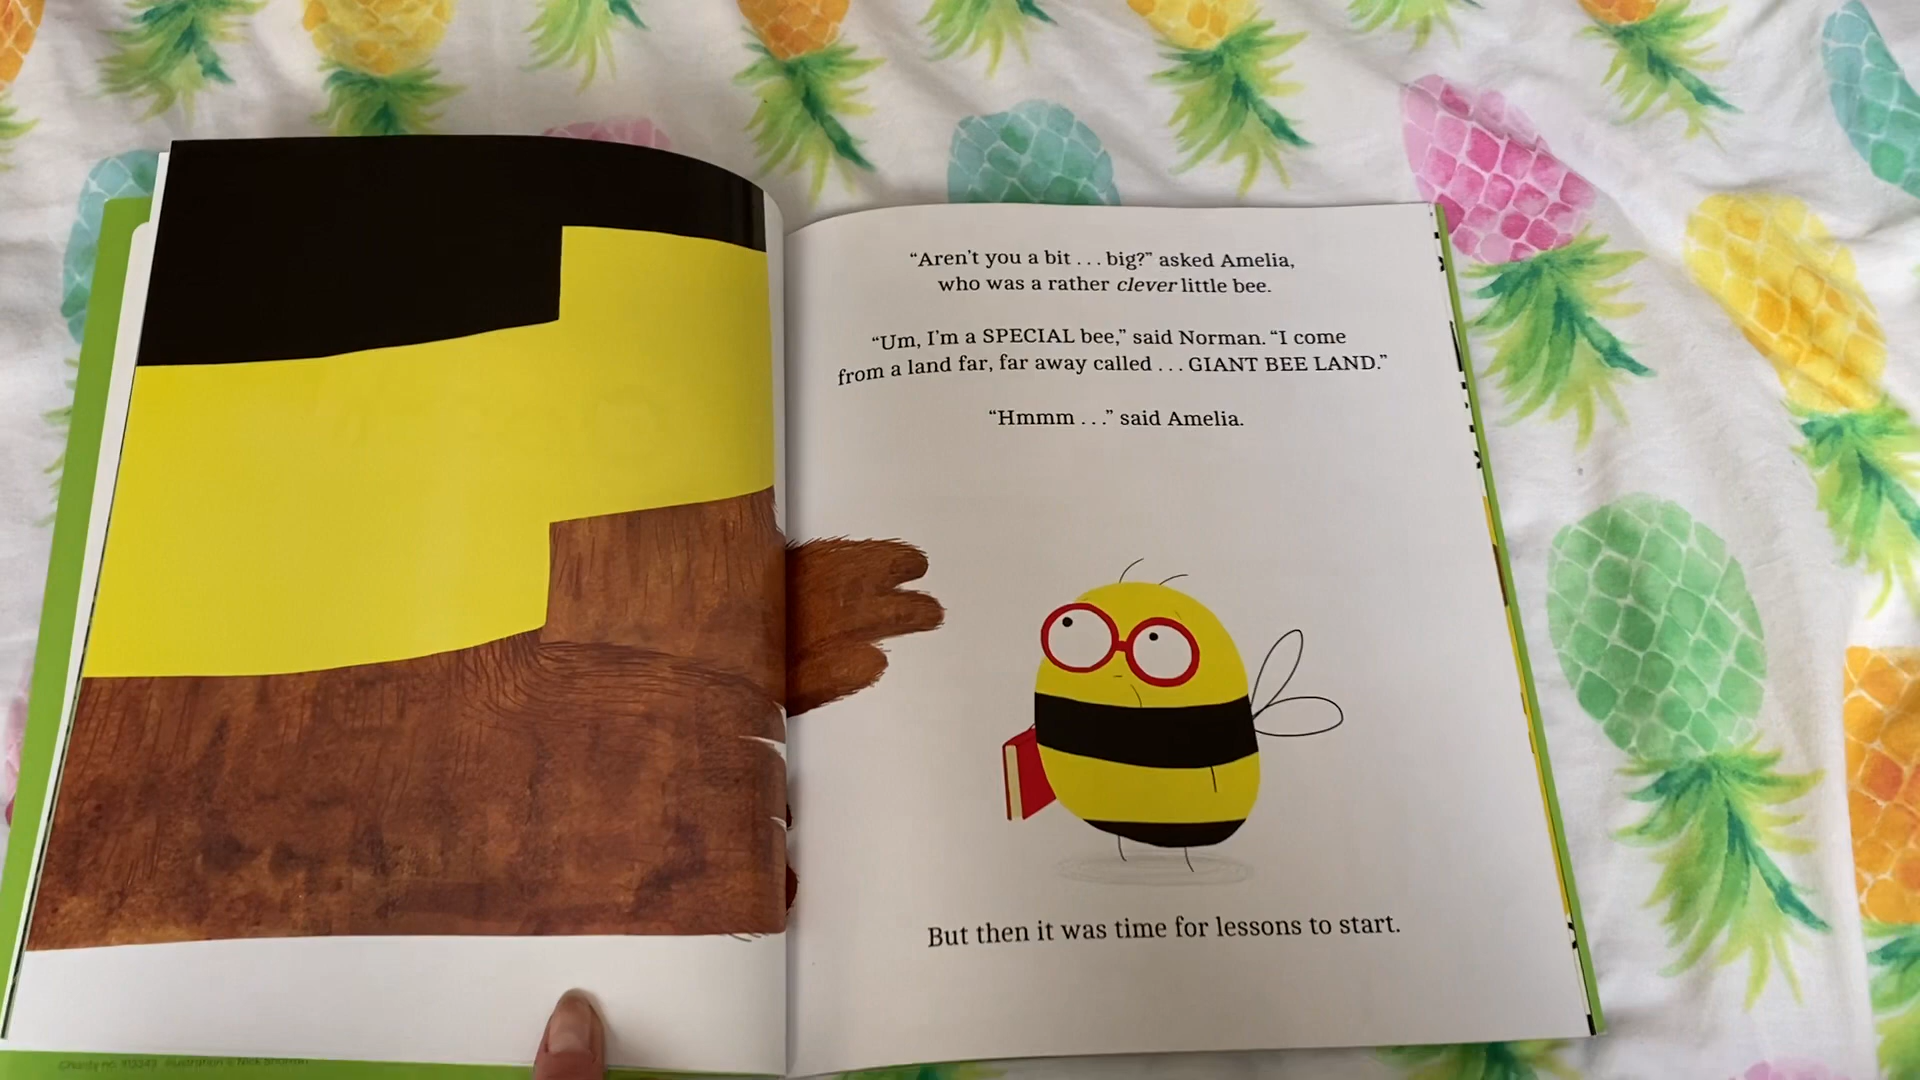 “Aren’t you a bit . . . big?” asked Amelia,
who was a rather clever little bee.
“Um, I’m a SPECIAL bee,” said Norman. “I come
from a land far, far away called . . . GIANT BEE LAND.”
“Hmmm . . .” said Amelia.
But then it was time for lessons to start.